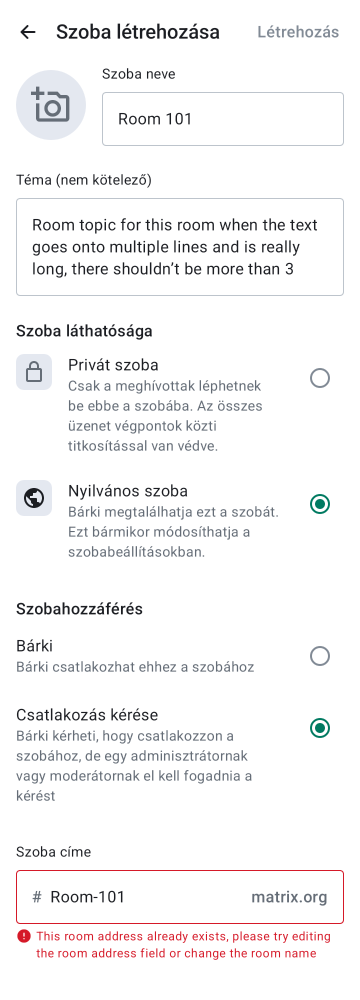 Szoba létrehozása
Létrehozás
Szoba neve
Room 101
Téma (nem kötelező)
Room topic for this room when the text
goes onto multiple lines and is really
long, there shouldn’t be more than 3
Szoba láthatósága
Privát szoba
Csak a meghívottak léphetnek
be ebbe a szobába. Az összes
üzenet végpontok közti
titkosítással van védve.
Nyilvános szoba
Bárki megtalálhatja ezt a szobát.
Ezt bármikor módosíthatja a
szobabeállításokban.
Szobahozzáférés
Bárki
Bárki csatlakozhat ehhez a szobához
Csatlakozás kérése
Bárki kérheti, hogy csatlakozzon a
szobához, de egy adminisztrátornak
vagy moderátornak el kell fogadnia a
kérést
Szoba címe
# Room-101 matrix.org
This room address already exists, please try editing
the room address field or change the room name